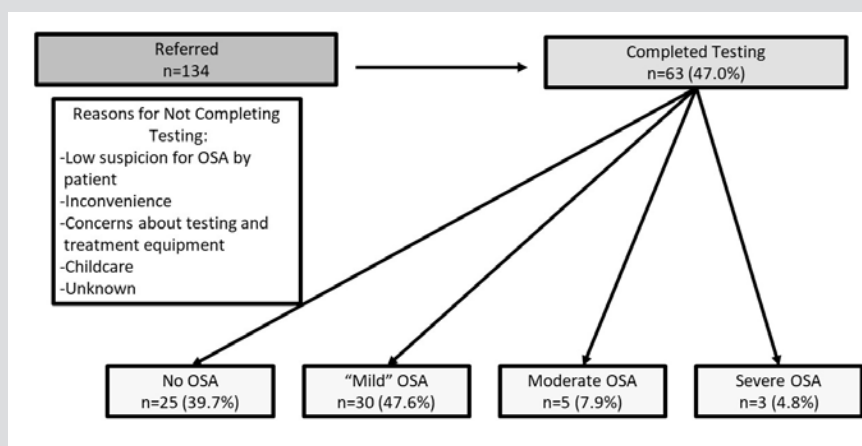 Referred
n=134
Completed Testing
n=63 (47.0%)
Reasons for Not Completing
Testing:
-Low suspicion for OSA by
patient
-Inconvenience
-Concerns about testing and
treatment equipment
-Childcare
-Unknown
No OSA
n=25 (39.7%)
“Mild” OSA
n=30 (47.6%)
Moderate OSA
n=5 (7.9%)
Severe OSA
n=3 (4.8%)